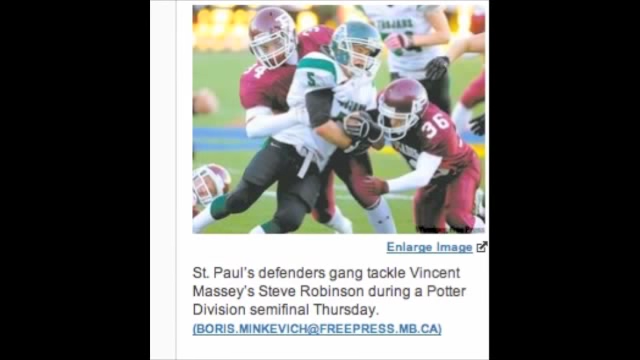 S
36
Enlarge Image
St. Paul's defenders gang tackle Vincent
Massey's Steve Robinson during a Potter
Division semifinal Thursday.
(BORIS.MINKEVICH@FREEPRESS.MB.CA)